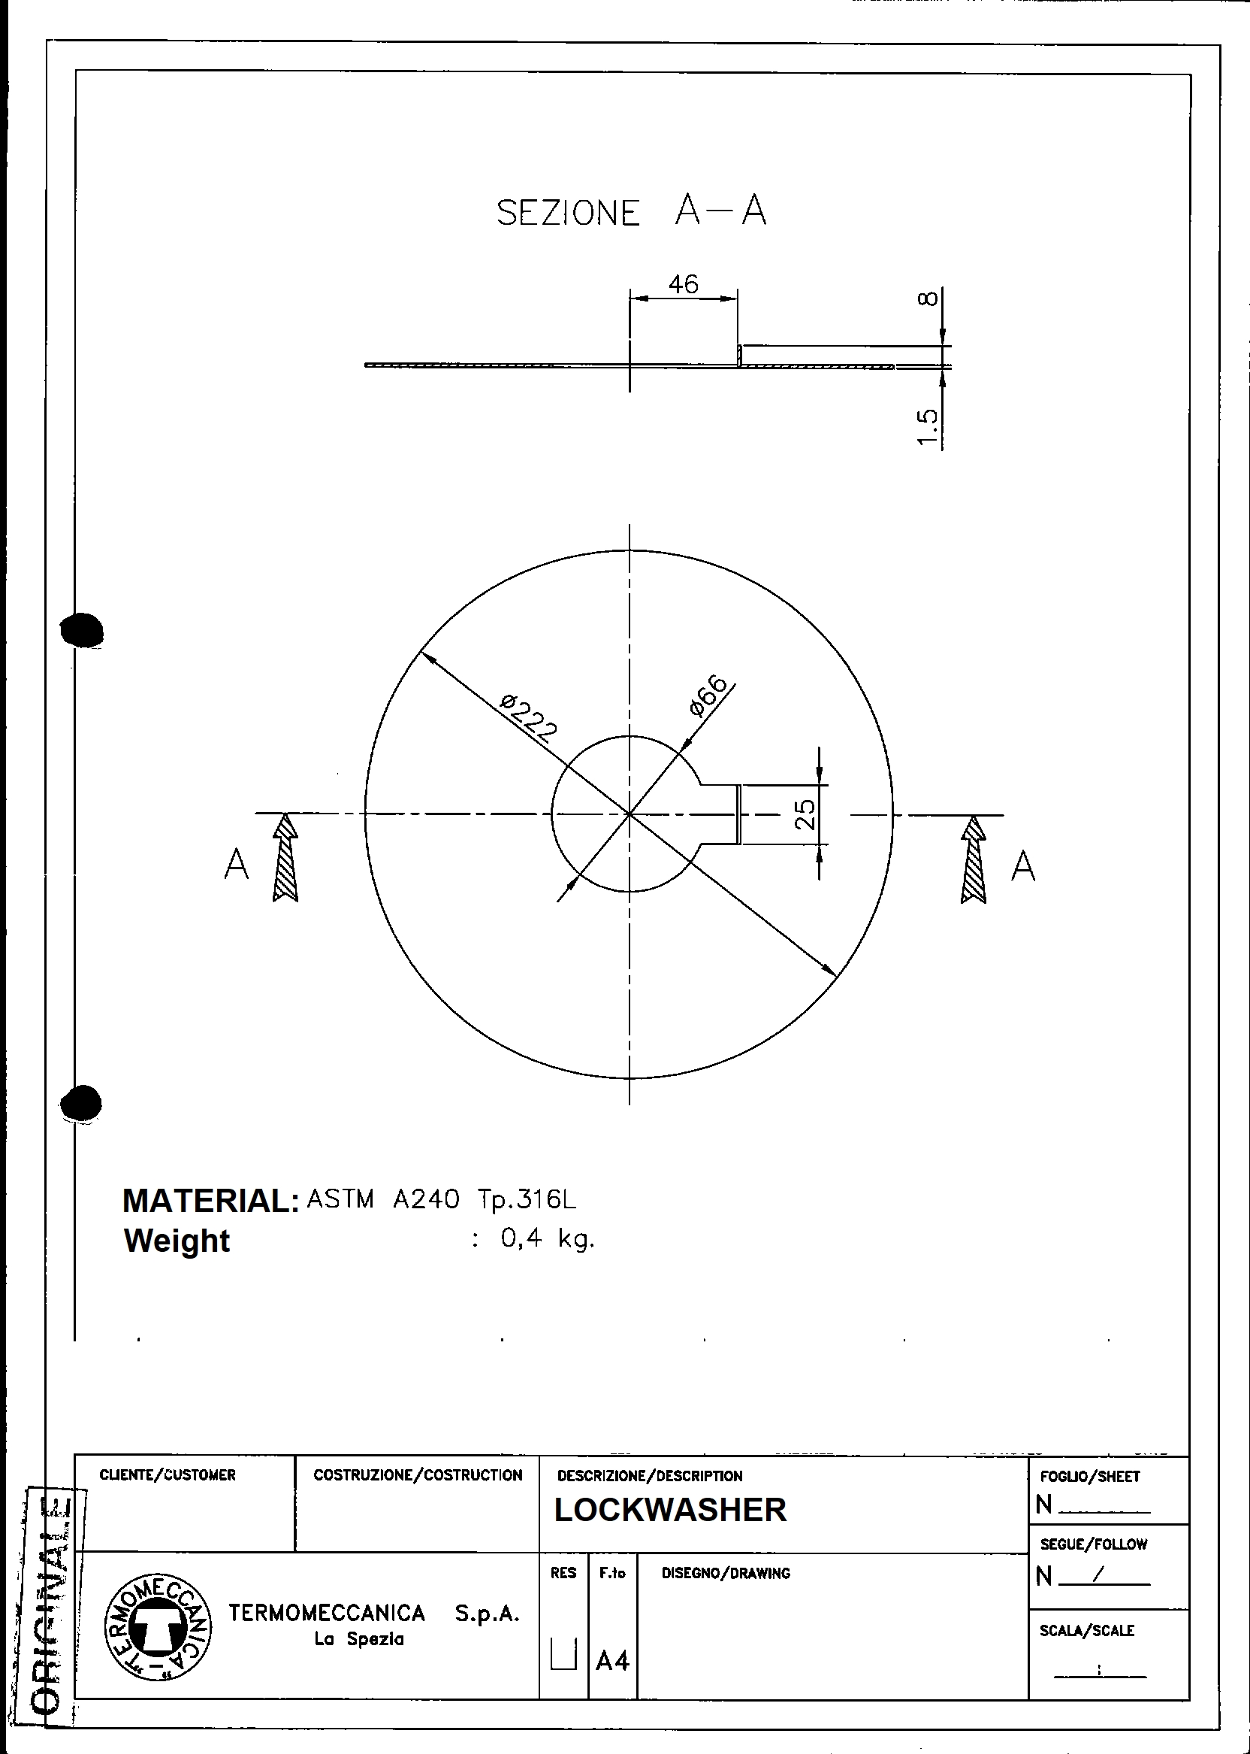 SEZIONE A-A
46
8
1.5
ø222
ø66
25
A
A
MATERIAL: ASTM A240 Tp.316L
Weight : 0,4 kg.
CLIENTE/CUSTOMER
COSTRUZIONE/COSTRUCTION
DESCRIZIONE/DESCRIPTION
LOCKWASHER
FOGLIO/SHEET
N
SEGUE/FOLLOW
N /
SCALA/SCALE
:
"TERMOMECCANICA"
TERMOMECCANICA S.p.A.
La Spezia
RES
F.to
A4
DISEGNO/DRAWING
ORIGINALE